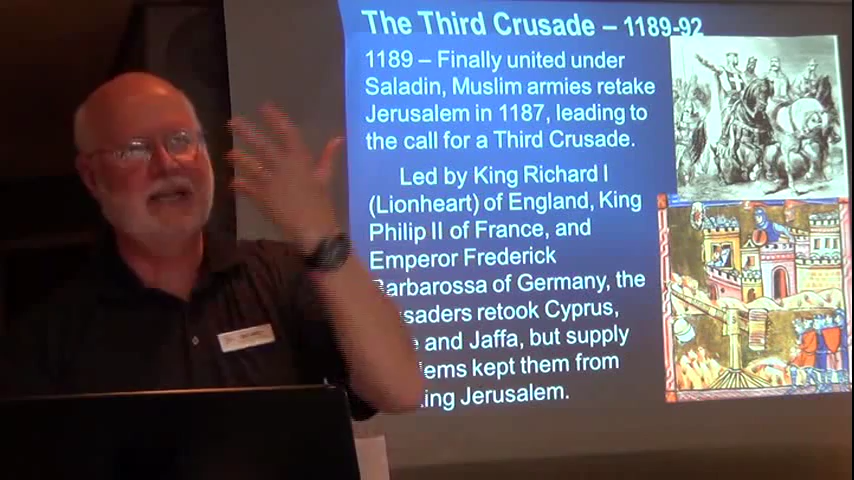 The Third Crusade – 1189-92
1189 – Finally united under
Saladin, Muslim armies retake
Jerusalem in 1187, leading to
the call for a Third Crusade.
Led by King Richard I
(Lionheart) of England, King
Philip II of France, and
Emperor Frederick
arbarossa of Germany, the
saders retook Cyprus,
e and Jaffa, but supply
lems kept them from
ing Jerusalem.